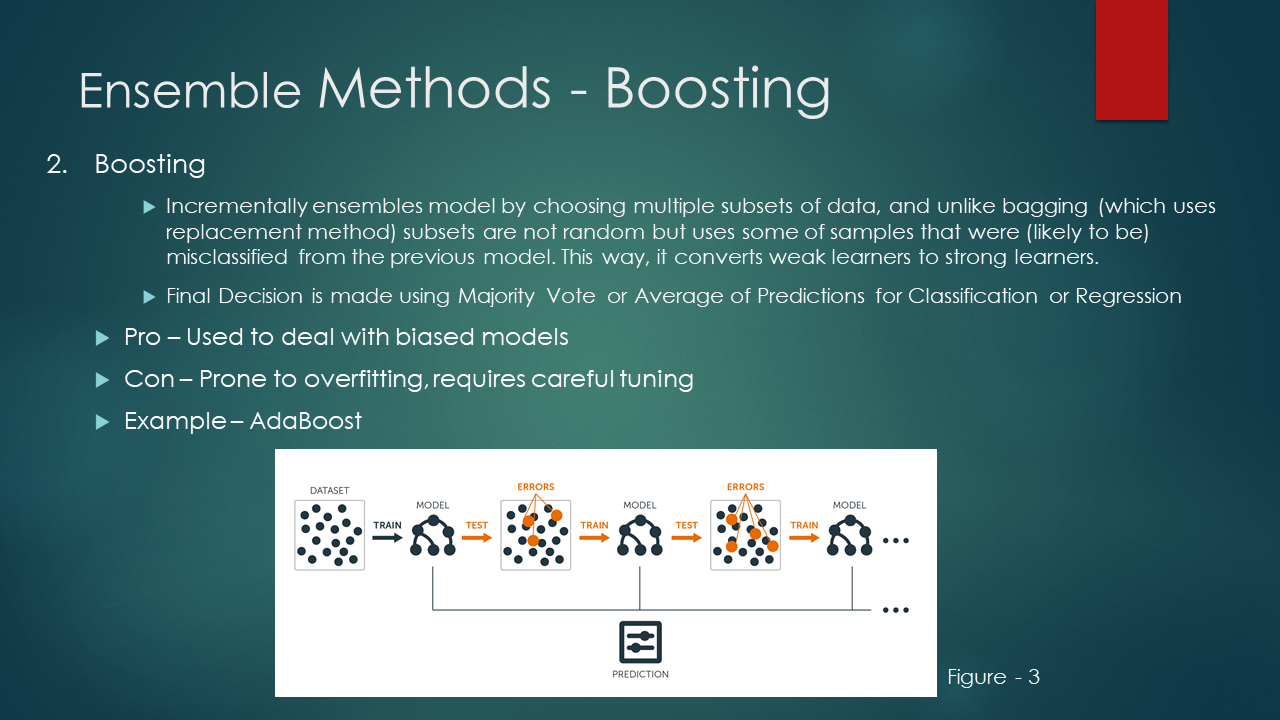 Ensemble Methods - Boosting
2. Boosting
Incrementally ensembles model by choosing multiple subsets of data, and unlike bagging (which uses
replacement method) subsets are not random but uses some of samples that were (likely to be)
misclassified from the previous model. This way, it converts weak learners to strong learners.
Final Decision is made using Majority Vote or Average of Predictions for Classification or Regression
Pro – Used to deal with biased models
Con – Prone to overfitting, requires careful tuning
Example – AdaBoost
DATASET
TRAIN
MODEL
TEST
ERRORS
TRAIN
MODEL
TEST
ERRORS
TRAIN
MODEL
PREDICTION
Figure - 3